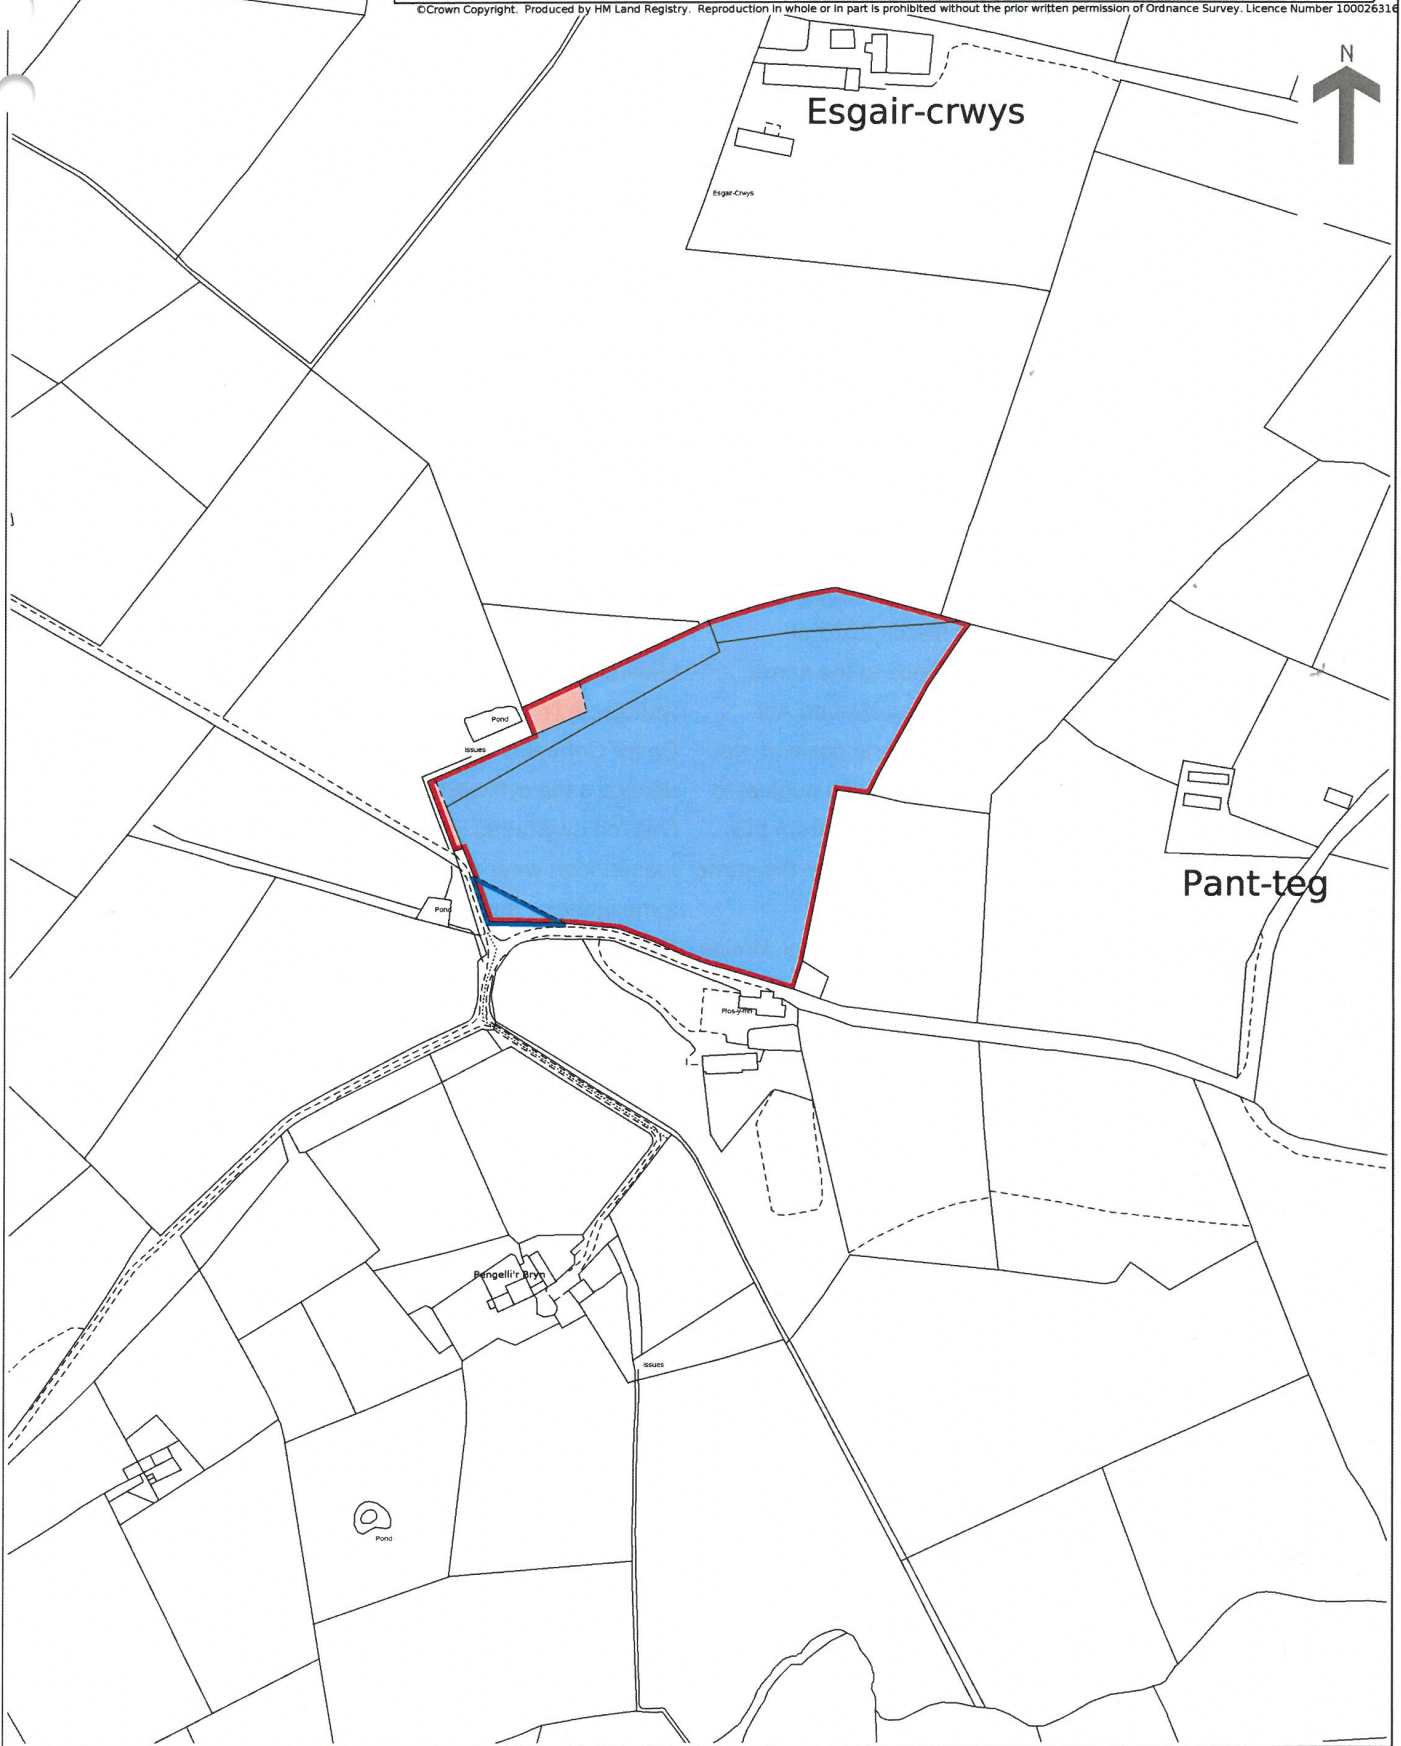 ©Crown Copyright. Produced by HM Land Registry. Reproduction in whole or in part is prohibited without the prior written permission of Ordnance Survey. Licence Number 100026316
N
Esgair-crwys
Esgair-Crwys
Pond
Issues
Pant-teg
Pond
Pengelli'r Bryn
Issues
Pond